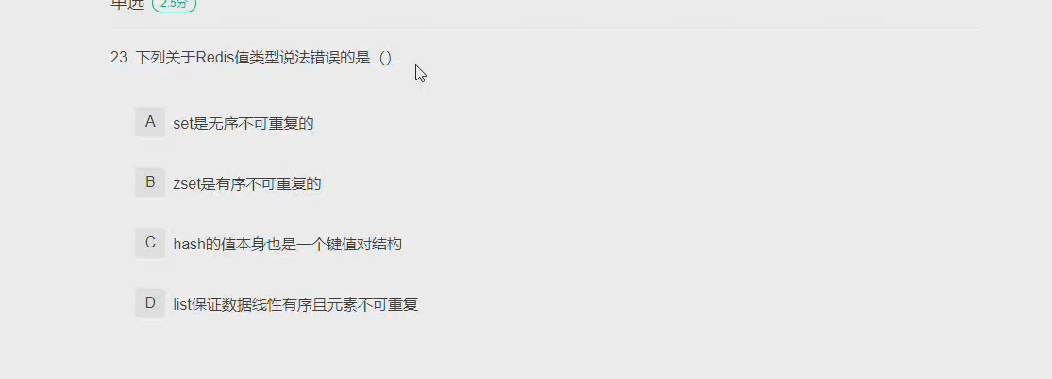 单选 2.5分
23. 下列关于Redis值类型说法错误的是（）
A set是无序不可重复的
B zset是有序不可重复的
C hash的值本身也是一个键值对结构
D list保证数据线性有序且元素不可重复